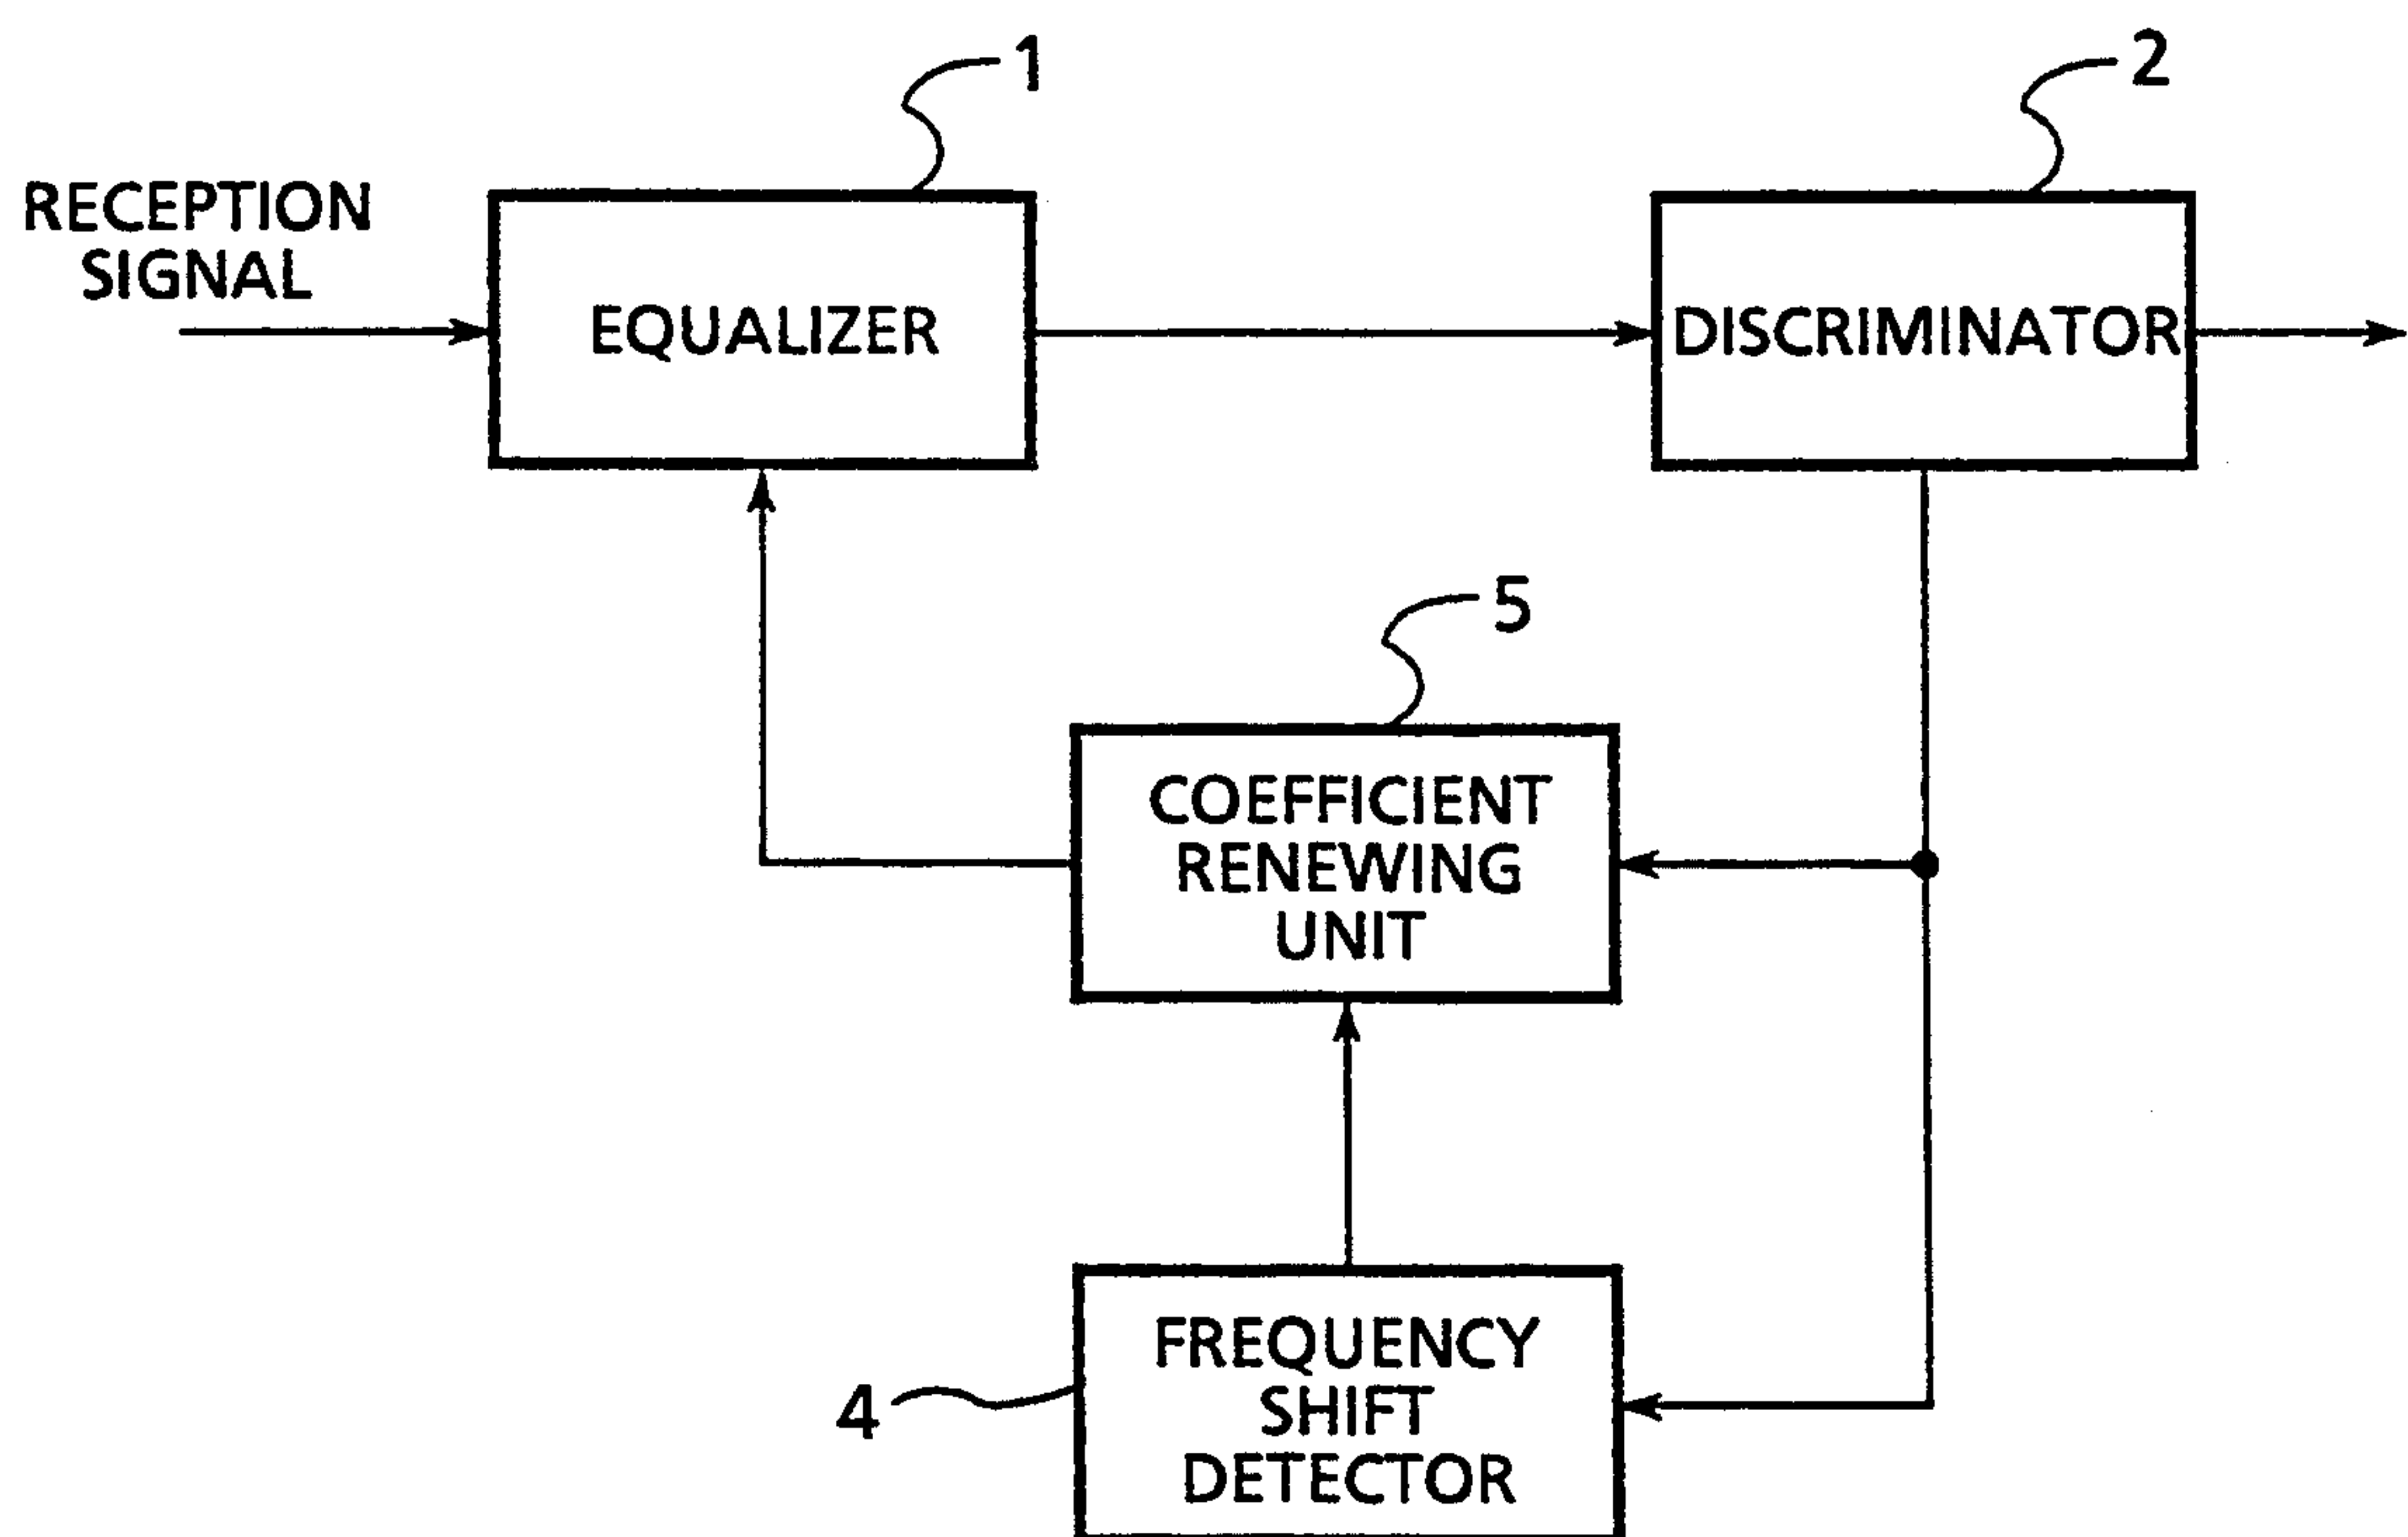 1
2
RECEPTION
SIGNAL
EQUALIZER
DISCRIMINATOR
5
COEFFICIENT
RENEWING
UNIT
4
FREQUENCY
SHIFT
DETECTOR